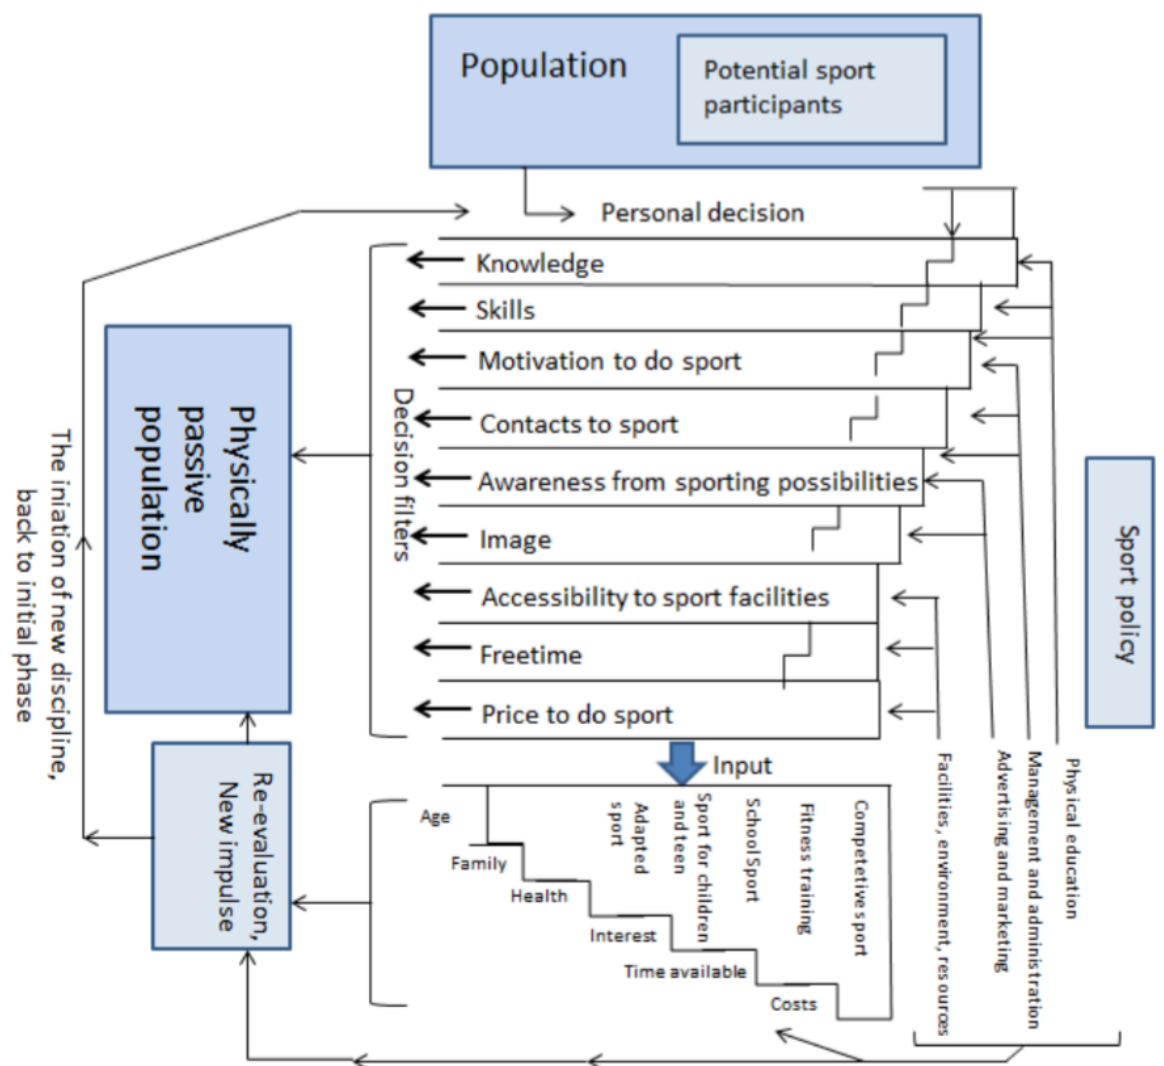 Population
Potential sport
participants
Personal decision
Knowledge
Skills
Motivation to do sport
Contacts to sport
Awareness from sporting possibilities
Image
Accessibility to sport facilities
Freetime
Price to do sport
Decision filters
Physically
passive
population
The iniation of new discipline,
back to initial phase
Re-evaluation,
New impulse
Sport policy
Input
Age
Family
Health
Interest
Time available
Costs
Adapted
sport
Sport for children
and teen
School Sport
Fitness training
Competetive sport
Facilities, environment, resources
Advertising and marketing
Management and administration
Physical education